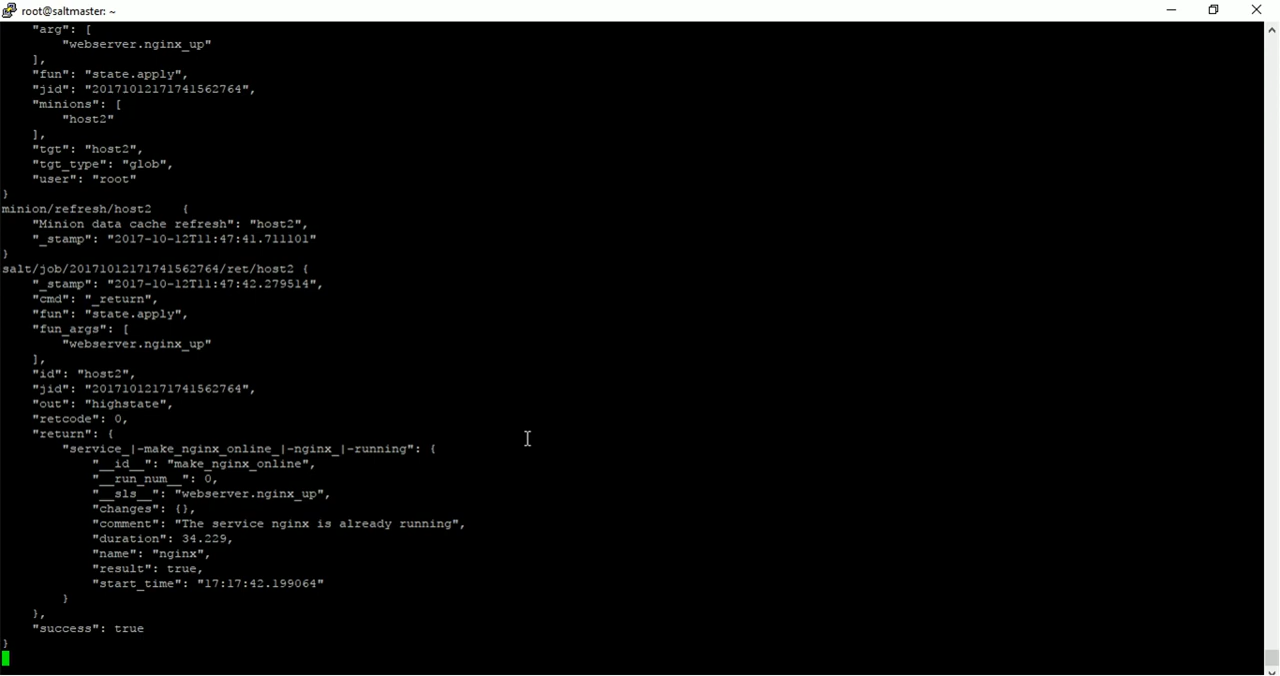 root@saltmaster: ~
"arg": [
"webserver.nginx_up"
],
"fun": "state.apply",
"jid": "20171012171741562764",
"minions": [
"host2"
],
"tgt": "host2",
"tgt_type": "glob",
"user": "root"
}
minion/refresh/host2 {
"Minion data cache refresh": "host2",
"_stamp": "2017-10-12T11:47:41.711101"
}
salt/job/20171012171741562764/ret/host2 {
"_stamp": "2017-10-12T11:47:42.279514",
"cmd": "_return",
"fun": "state.apply",
"fun_args": [
"webserver.nginx_up"
],
"id": "host2",
"jid": "20171012171741562764",
"out": "highstate",
"retcode": 0,
"return": {
"service_|-make_nginx_online_|-nginx_|-running": {
"__id__": "make_nginx_online",
"__run_num__": 0,
"__sls__": "webserver.nginx_up",
"changes": {},
"comment": "The service nginx is already running",
"duration": 34.229,
"name": "nginx",
"result": true,
"start_time": "17:17:42.199064"
}
},
"success": true
}